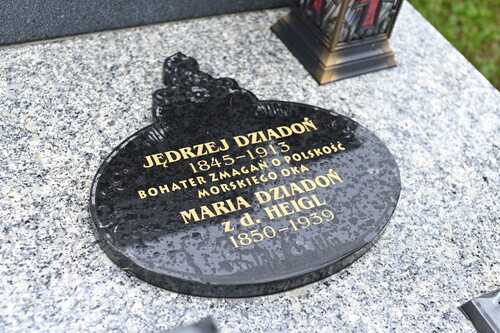 JĘDRZEJ DZIADOŃ
1845-1913
BOHATER ZMAGAŃ O POLSKOŚĆ
MORSKIEGO OKA
MARIA DZIADOŃ
z d. HEIGL
1850-1939